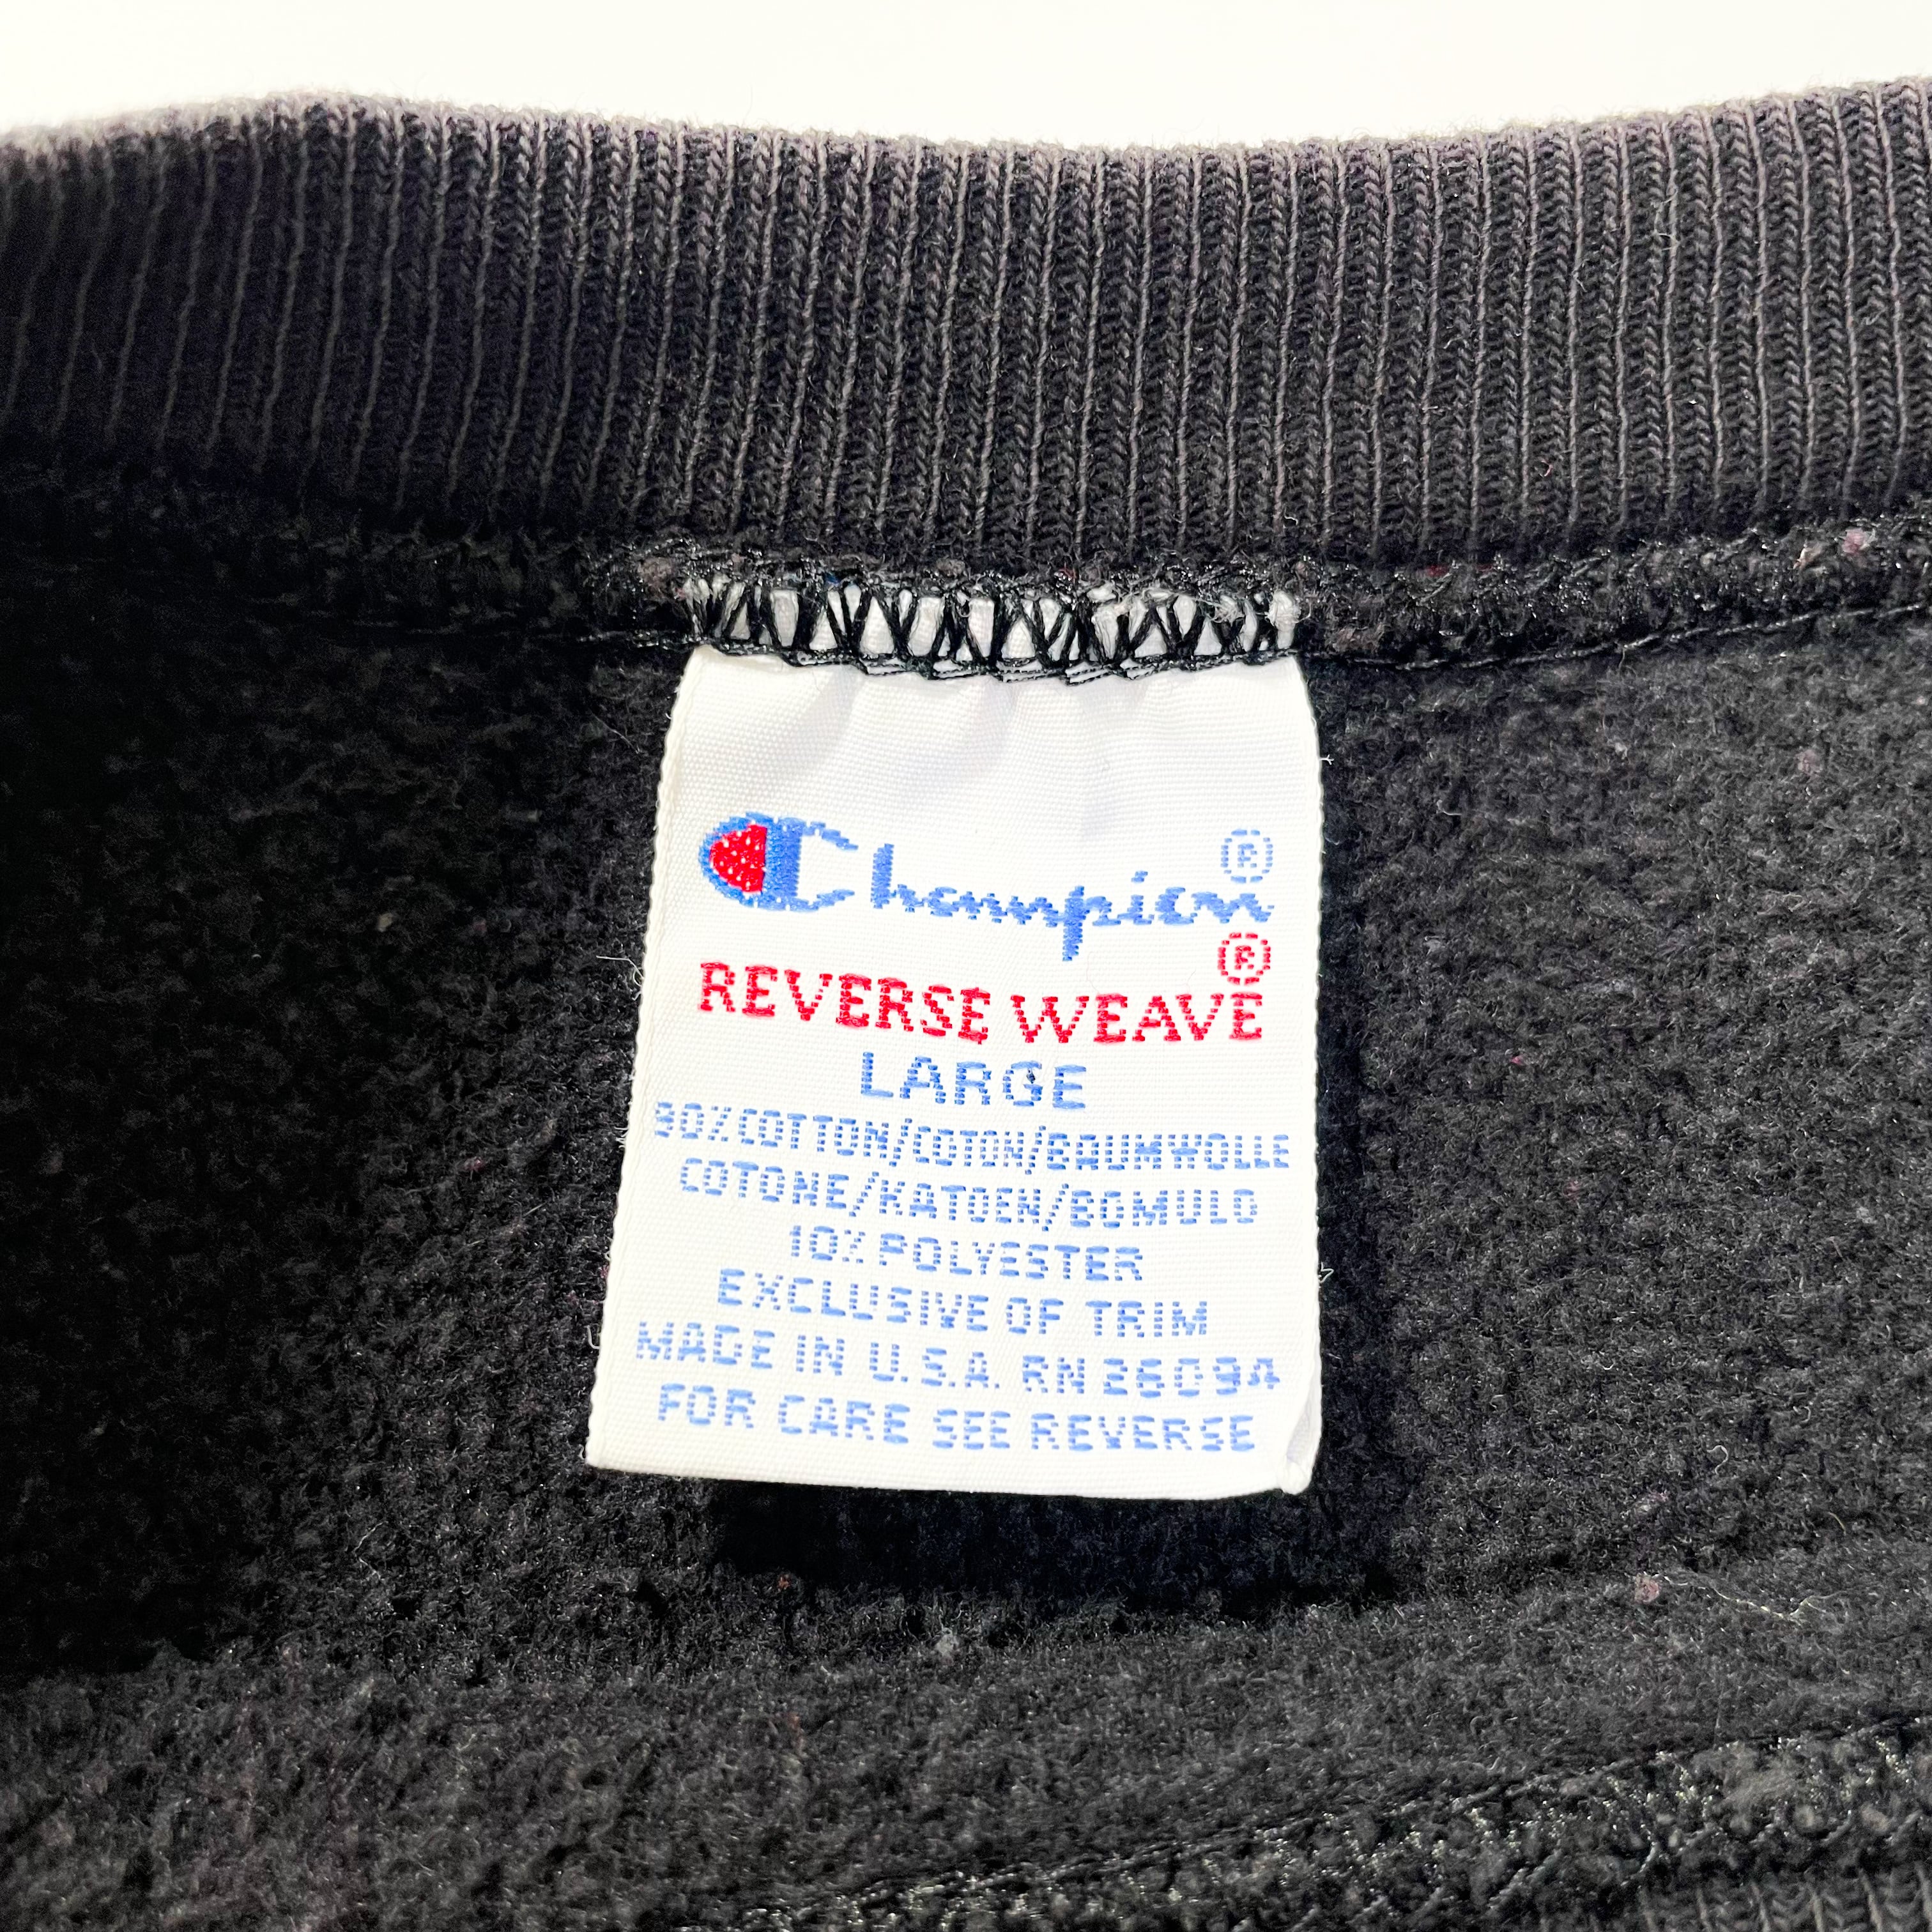 Champion®
REVERSE WEAVE®
LARGE
90% COTTON/COTON/BAUMWOLLE
COTONE/KATOEN/BOMULD
10% POLYESTER
EXCLUSIVE OF TRIM
MADE IN U.S.A. RN 26094
FOR CARE SEE REVERSE